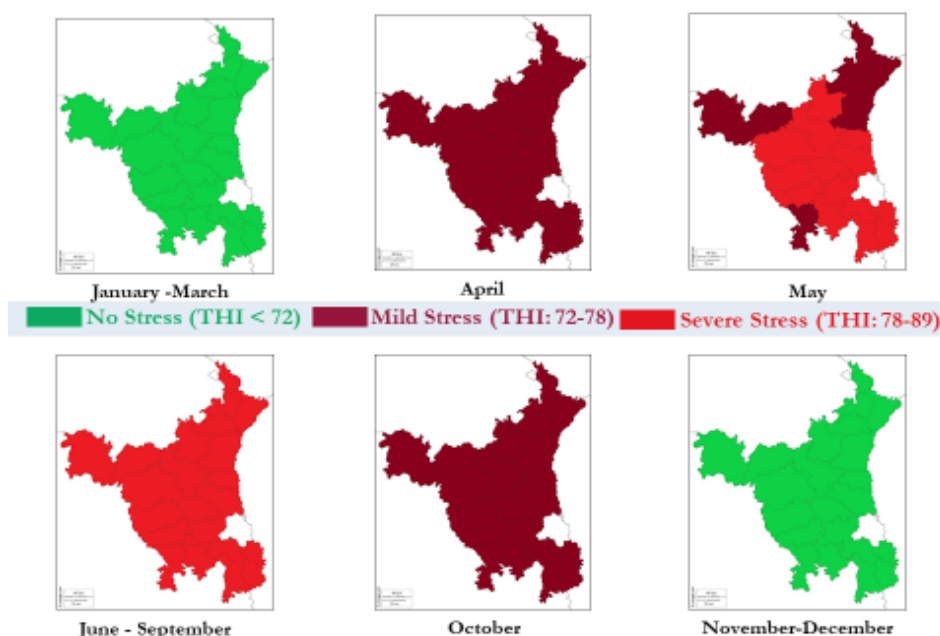 January -March
April
May
No Stress (THI < 72)
Mild Stress (THI: 72-78)
Severe Stress (THI: 78-89)
June - September
October
November-December